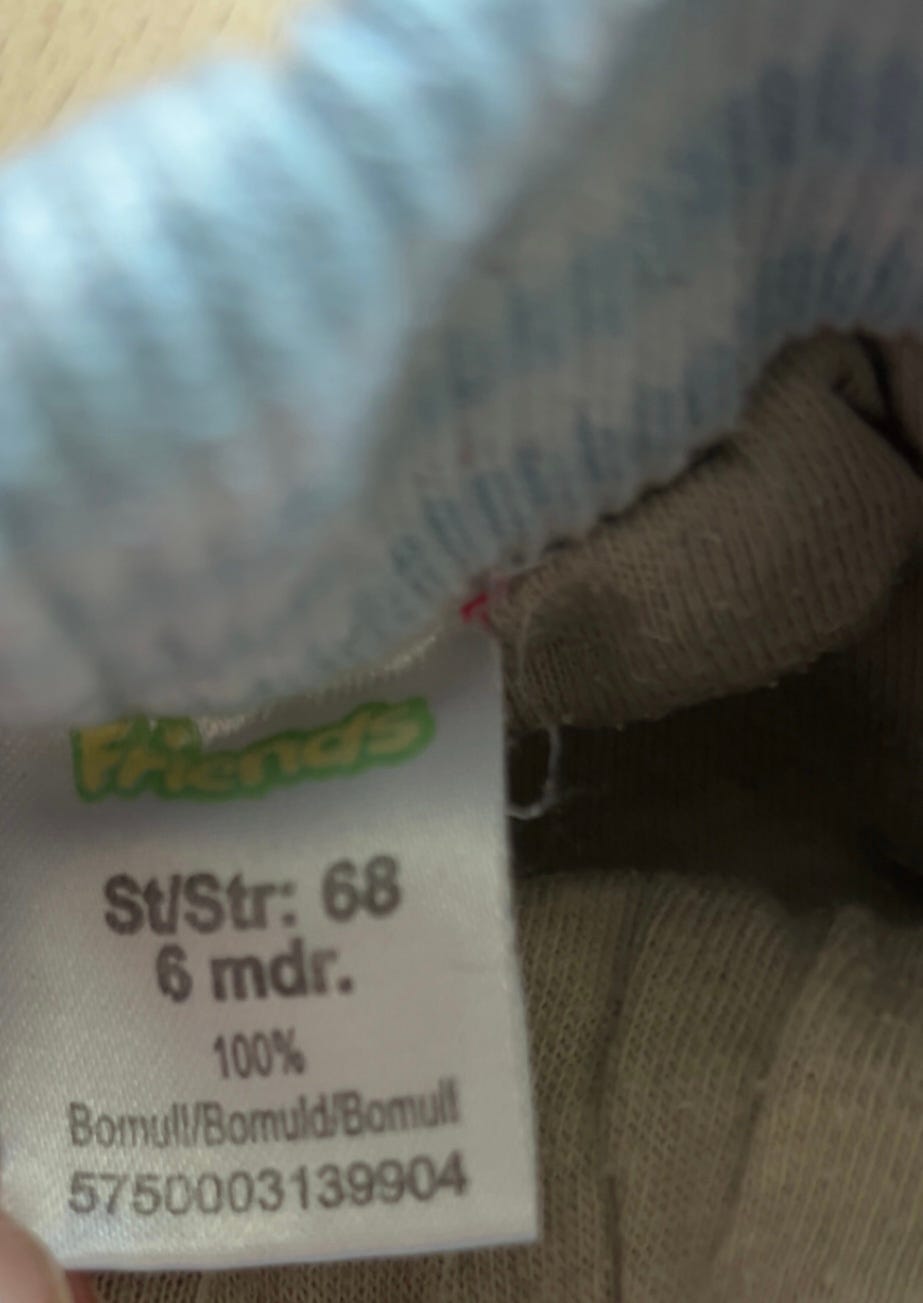 Friends
St/Str: 68
6 mdr.
100%
Bomull/Bomuld/Bomull
5750003139904